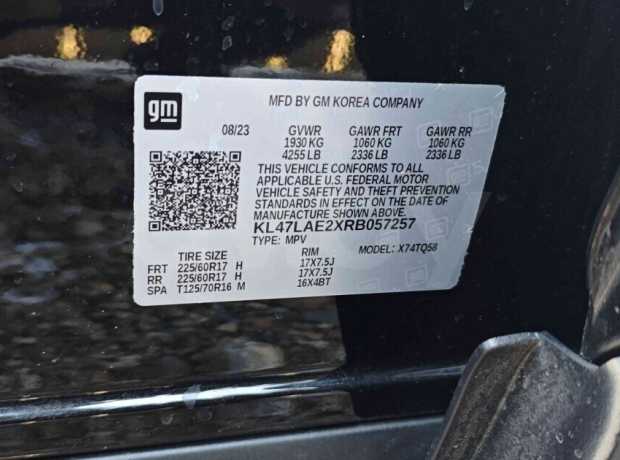 gm
MFD BY GM KOREA COMPANY
08/23 GVWR GAWR FRT GAWR RR
1930 KG 1060 KG 1060 KG
4255 LB 2336 LB 2336 LB
THIS VEHICLE CONFORMS TO ALL
APPLICABLE U.S. FEDERAL MOTOR
VEHICLE SAFETY AND THEFT PREVENTION
STANDARDS IN EFFECT ON THE DATE OF
MANUFACTURE SHOWN ABOVE.
KL47LAE2XRB057257
TYPE: MPV MODEL: X74TQ58
TIRE SIZE RIM
FRT 225/60R17 H 17X7.5J
RR 225/60R17 H 17X7.5J
SPA T125/70R16 M 16X4BT